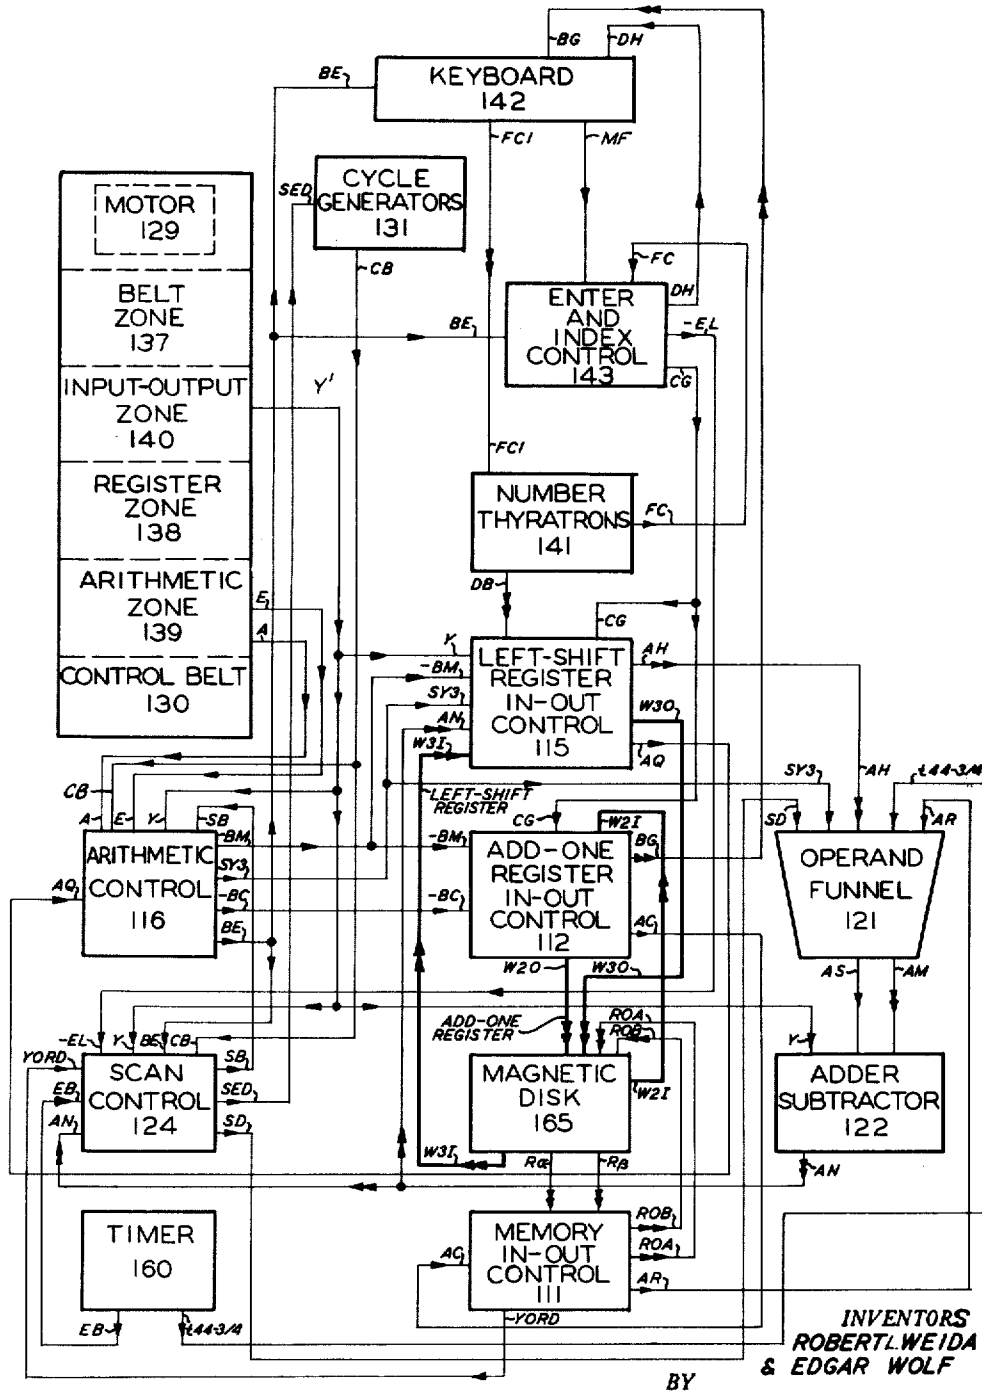 BG
DH
BE
KEYBOARD
142
FC1
MF
SED
CYCLE
GENERATORS
131
CB
MOTOR
129
BELT
ZONE
137
INPUT-OUTPUT
ZONE
140
REGISTER
ZONE
138
ARITHMETIC
ZONE
139
E
A
CONTROL BELT
130
Y'
FC
DH
BE
ENTER
AND
INDEX
CONTROL
143
-EL
CG
FC1
NUMBER
THYRATRONS
141
FC
DB
CG
Y
-BM
SY3
AN
W3I
LEFT-SHIFT
REGISTER
IN-OUT
CONTROL
115
AH
W3O
AQ
LEFT-SHIFT
REGISTER
CB
A
E
Y
SB
AQ
ARITHMETIC
CONTROL
116
-BM
SY3
-BC
BE
CG
W2I
-BM
-BC
ADD-ONE
REGISTER
IN-OUT
CONTROL
112
BG
AC
W2O
W3O
SY3
AH
t44-3/4
SD
AR
OPERAND
FUNNEL
121
AS
AM
ADD-ONE
REGISTER
ROA
ROB
-EL
Y
BE
CB
YORD
EB
AN
SCAN
CONTROL
124
SB
SED
SD
MAGNETIC
DISK
165
W2I
W3I
Rα
Rβ
Y
ADDER
SUBTRACTOR
122
AN
TIMER
160
EB
t44-3/4
AC
MEMORY
IN-OUT
CONTROL
111
ROB
ROA
AR
YORD
INVENTORS
ROBERT L. WEIDA
& EDGAR WOLF
BY